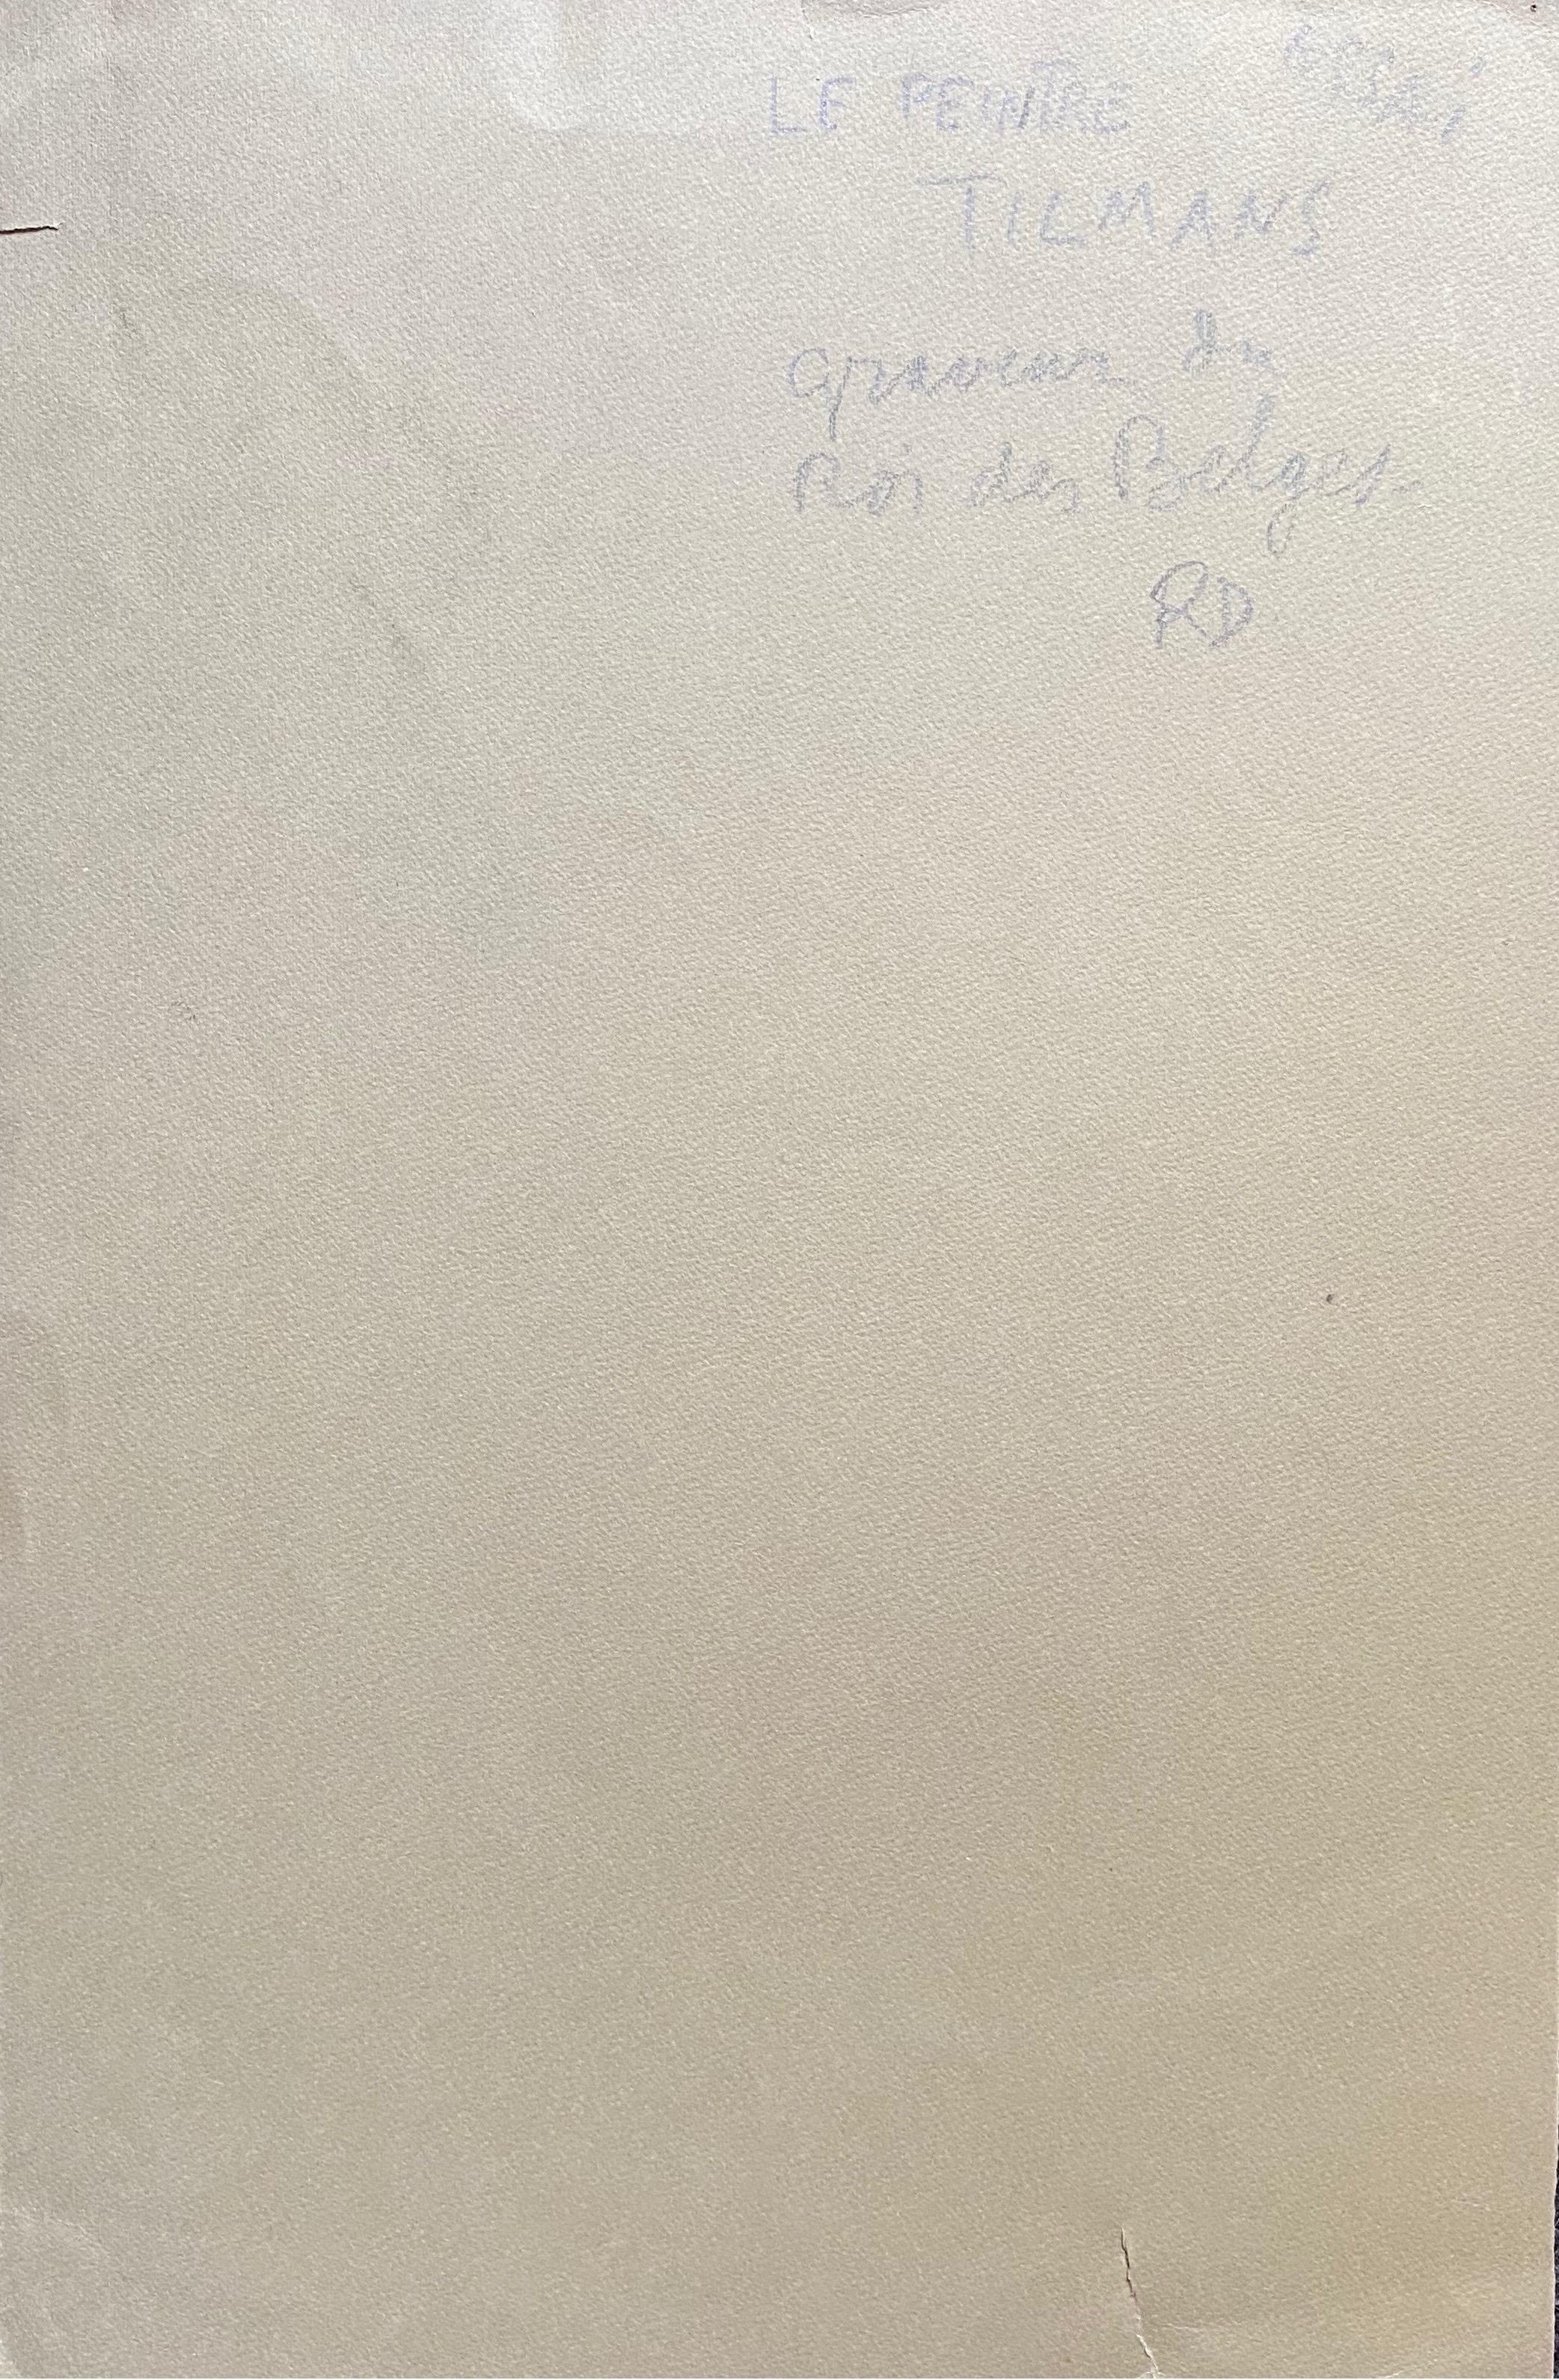 LE PEINTRE
TILMANS
Graveur du
Roi des Belges
RD